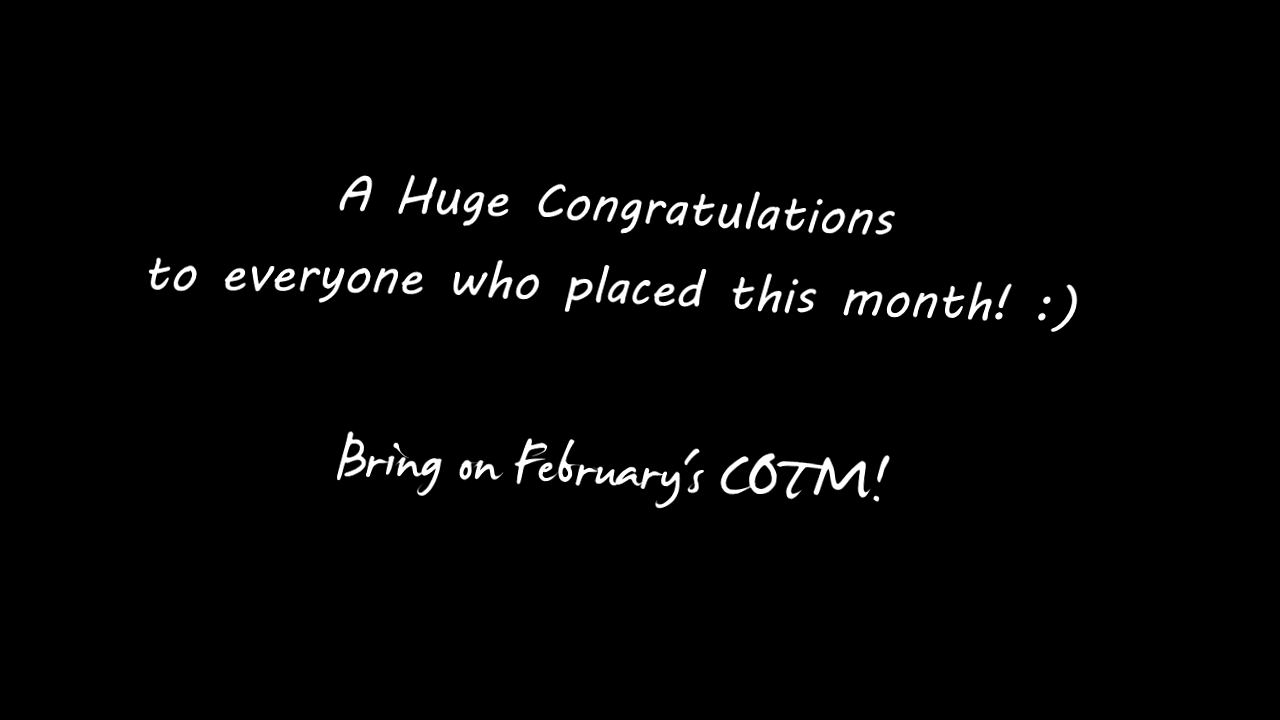 A Huge Congratulations
to everyone who placed this month! :)
Bring on February's COTM!